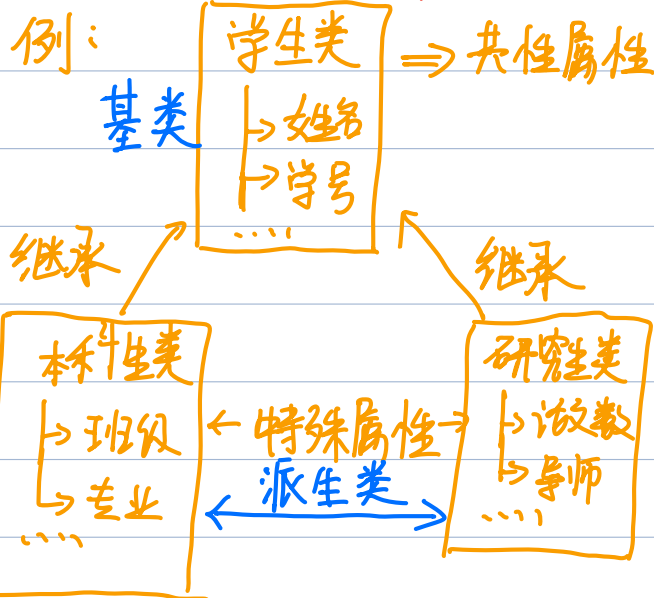 例：
学生类
⇒ 共性属性
基类
→ 姓名
→ 学号
....
继承
继承
本科生类
→ 班级
→ 专业
.....
← 特殊属性 →
派生类
研究生类
→ 论文数
→ 导师
....